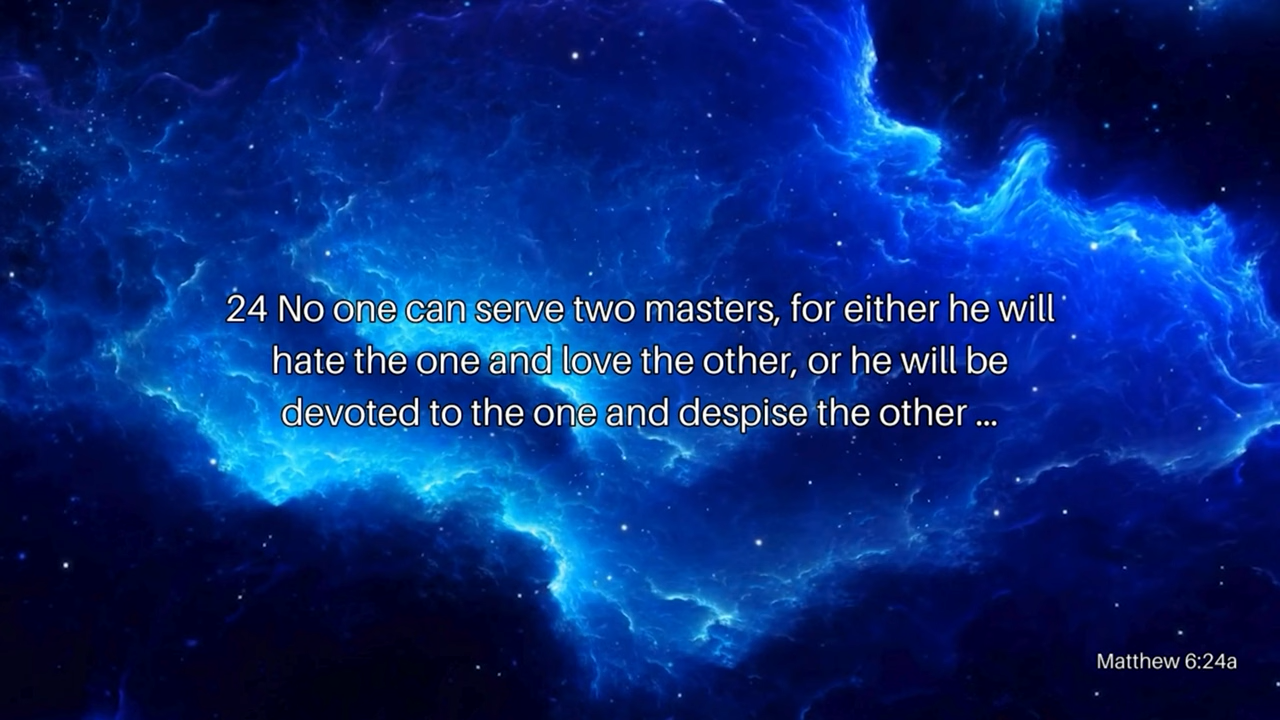 24 No one can serve two masters, for either he will
hate the one and love the other, or he will be
devoted to the one and despise the other ...
Matthew 6:24a